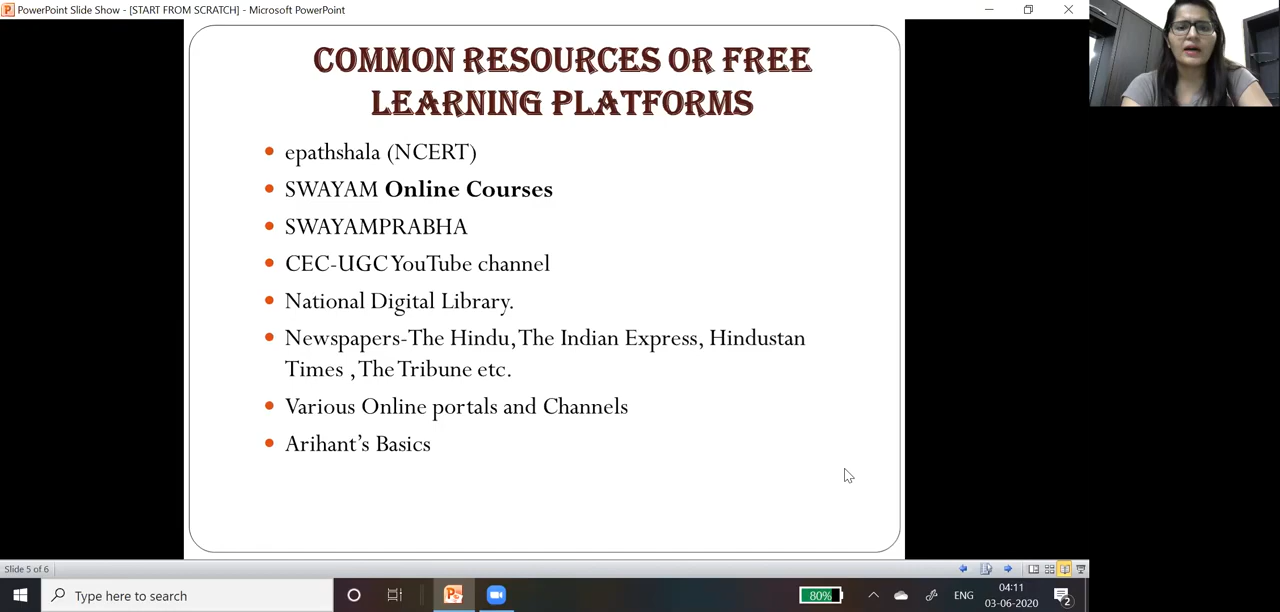 PowerPoint Slide Show - [START FROM SCRATCH] - Microsoft PowerPoint
COMMON RESOURCES OR FREE
LEARNING PLATFORMS
epathshala (NCERT)
SWAYAM Online Courses
SWAYAMPRABHA
CEC-UGC YouTube channel
National Digital Library.
Newspapers-The Hindu, The Indian Express, Hindustan
Times , The Tribune etc.
Various Online portals and Channels
Arihant’s Basics
Slide 5 of 6
Type here to search
80%
ENG
04:11
03-06-2020
2